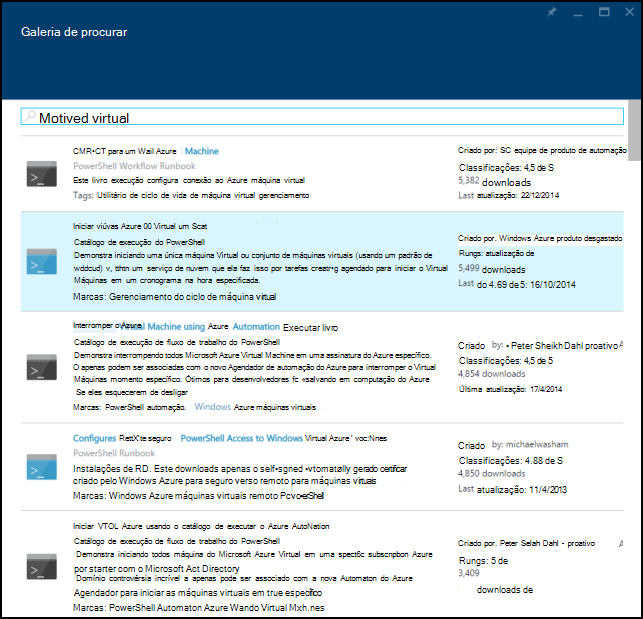 Galeria de procurar
Motived virtual
CMR•CT para um Wail Azure Machine
PowerShell Workflow Runbook
Este livro execução configura conexão ao Azure máquina virtual
Tags: Utilitário de ciclo de vida de máquina virtual gerenciamento
Criado por: SC equipe de produto de automação
Classificações: 4,5 de S
5,382 downloads
Last atualização: 22/12/2014
Iniciar viúvas Azure 00 Virtual um Scat
Catálogo de execução do PowerShell
Demonstra iniciando uma única máquina Virtual ou conjunto de máquinas virtuais (usando um padrão de
wddcud) v, thtn um serviço de nuvem que ela faz isso por tarefas creatr•g agendado para iniciar o Virtual
Máquinas em um cronograma na hora especificada.
Marcas: Gerenciamento do ciclo de máquina virtual
Criado por. Windows Azure produto desgastado
Rungs: atualização de
5,499 downloads
Last do 4.69 de 5: 16/10/2014
Interromper o Azure Virtual Machine using Azure Automation Executar livro
Catálogo de execução de fluxo de trabalho do PowerShell
Demonstra interrompendo todos Microsoft Azure Virtual Machine em uma assinatura do Azure específico.
O apenas podem ser associadas com o novo Agendador de automação do Azure para interromper o Virtual
Máquinas momento específico. Ótimos para desenvolvedores fc «salvando em computação do Azure
Se eles esquecerem de desligar
Marcas: PowerShell automação. Windows Azure máquinas virtuais
Criado by: • Peter Sheikh Dahl proativo A
Classificações: 4,5 de 5
4,854 downloads
Última atualização: 17/4/2014
Configures RettX'te seguro PowerShell Access to Windows Virtual Azure ' voc:Nnes
PowerShell Runbook
Instalações de RD. Este downloads apenas o self•sgned •vtomatølly gerado certificar
criado pelo Windows Azure para seguro verso remoto para máquinas virtuais
Marcas: Windows Azure máquinas virtuais remoto Pcvo•erShell
Criado by: michaelwasham
Classificações: 4.88 de S
4,850 downloads
Last atualização: 11/4/2013
Iniciar VTOL Azure usando o catálogo de executar o Azure AutoNation
Catálogo de execução de fluxo de trabalho do PowerShell
Demonstra iniciando todos máquina do Microsoft Azure Virtual em uma spect6c subscnpbon Azure
por starter com o Microsoft Act Directory
Domínio controvérsia incrível a apenas pode ser associado com a nova Automaton do Azure
Agendador para iniciar as máquinas virtuais em true específico
Marcas: PowerShell Automaton Azure Wando Virtual Mxh.nes
Criado por. Peter Selah Dahl - proativo A
Rungs: 5 de
3,409
downloads de